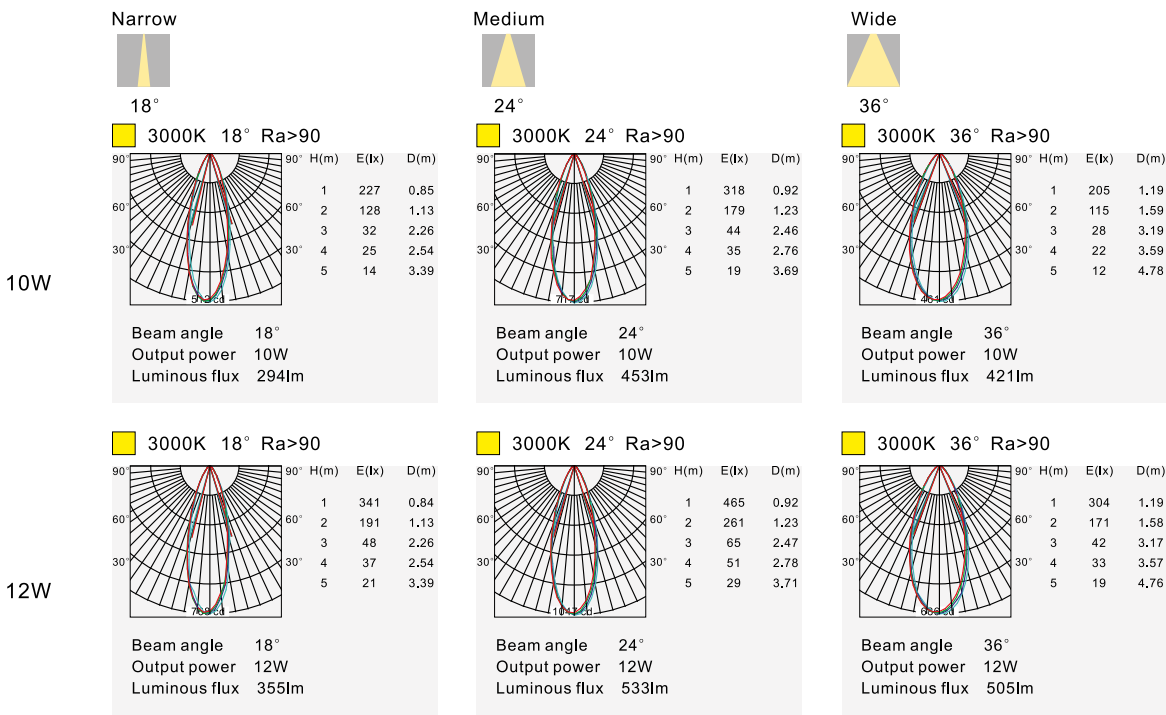 Narrow
Medium
Wide
18°
24°
36°
10W
3000K 18° Ra>90
90° 90° H(m) E(lx) D(m)
1 227 0.85
60° 60° 2 128 1.13
3 32 2.26
30° 30° 4 25 2.54
5 14 3.39
Beam angle 18°
Output power 10W
Luminous flux 294lm
3000K 24° Ra>90
90° 90° H(m) E(lx) D(m)
1 318 0.92
60° 60° 2 179 1.23
3 44 2.46
30° 30° 4 35 2.76
5 19 3.69
717 cd
Beam angle 24°
Output power 10W
Luminous flux 453lm
3000K 36° Ra>90
90° 90° H(m) E(lx) D(m)
1 205 1.19
60° 60° 2 115 1.59
3 28 3.19
30° 30° 4 22 3.59
5 12 4.78
461 cd
Beam angle 36°
Output power 10W
Luminous flux 421lm
12W
3000K 18° Ra>90
90° 90° H(m) E(lx) D(m)
1 341 0.84
60° 60° 2 191 1.13
3 48 2.26
30° 30° 4 37 2.54
5 21 3.39
Beam angle 18°
Output power 12W
Luminous flux 355lm
3000K 24° Ra>90
90° 90° H(m) E(lx) D(m)
1 465 0.92
60° 60° 2 261 1.23
3 65 2.47
30° 30° 4 51 2.78
5 29 3.71
1047 cd
Beam angle 24°
Output power 12W
Luminous flux 533lm
3000K 36° Ra>90
90° 90° H(m) E(lx) D(m)
1 304 1.19
60° 60° 2 171 1.58
3 42 3.17
30° 30° 4 33 3.57
5 19 4.76
Beam angle 36°
Output power 12W
Luminous flux 505lm